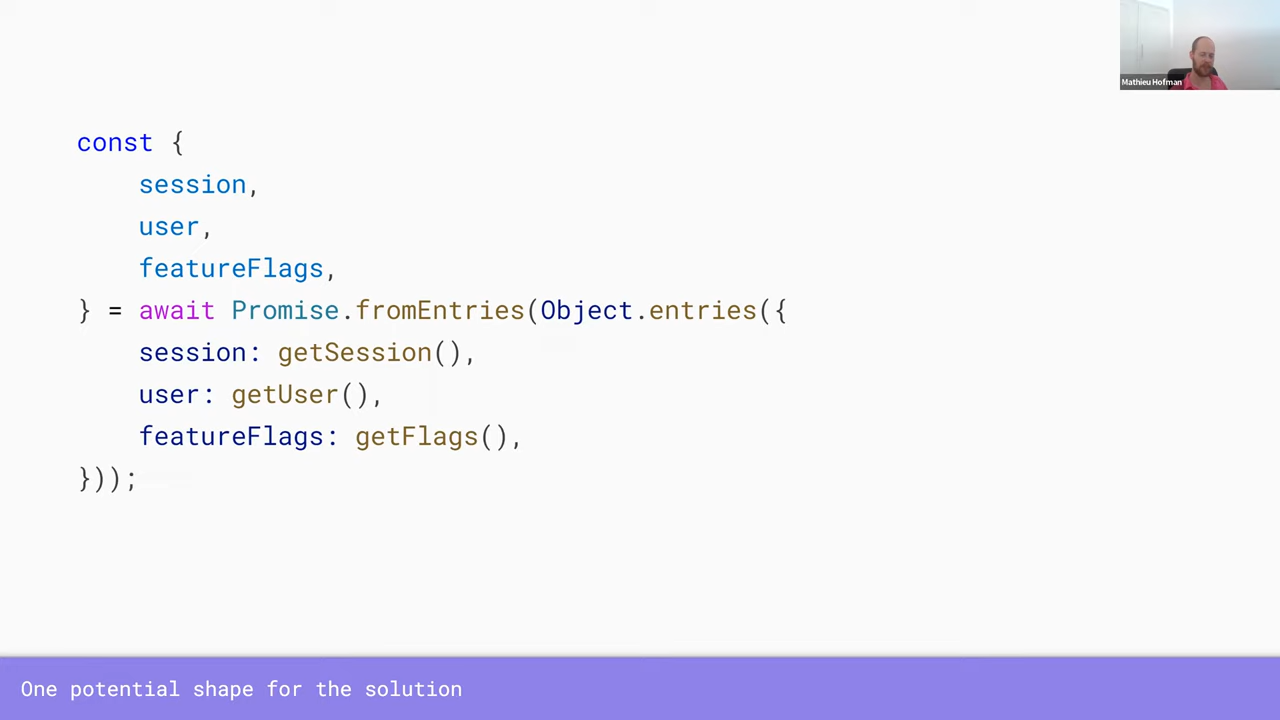 Mathieu Hofman
const {
    session,
    user,
    featureFlags,
} = await Promise.fromEntries(Object.entries({
    session: getSession(),
    user: getUser(),
    featureFlags: getFlags(),
}));
One potential shape for the solution